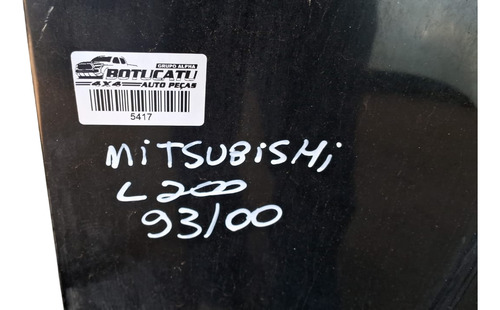 GRUPO ALPHA
BOTUCATU
4X4 AUTO PEÇAS
5417
MiTSUBiSHi
L200
93/00